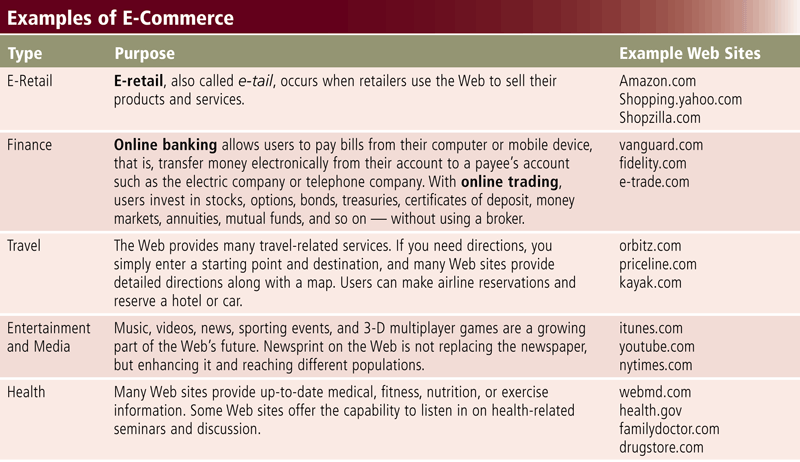 Examples of E-Commerce
Type Purpose Example Web Sites
E-Retail E-retail, also called e-tail, occurs when retailers use the Web to sell their Amazon.com
products and services. Shopping.yahoo.com
Shopzilla.com
Finance Online banking allows users to pay bills from their computer or mobile device, vanguard.com
that is, transfer money electronically from their account to a payee's account fidelity.com
such as the electric company or telephone company. With online trading, e-trade.com
users invest in stocks, options, bonds, treasuries, certificates of deposit, money
markets, annuities, mutual funds, and so on — without using a broker.
Travel The Web provides many travel-related services. If you need directions, you orbitz.com
simply enter a starting point and destination, and many Web sites provide priceline.com
detailed directions along with a map. Users can make airline reservations and kayak.com
reserve a hotel or car.
Entertainment Music, videos, news, sporting events, and 3-D multiplayer games are a growing itunes.com
and Media part of the Web's future. Newsprint on the Web is not replacing the newspaper, youtube.com
but enhancing it and reaching different populations. nytimes.com
Health Many Web sites provide up-to-date medical, fitness, nutrition, or exercise webmd.com
information. Some Web sites offer the capability to listen in on health-related health.gov
seminars and discussion. familydoctor.com
drugstore.com